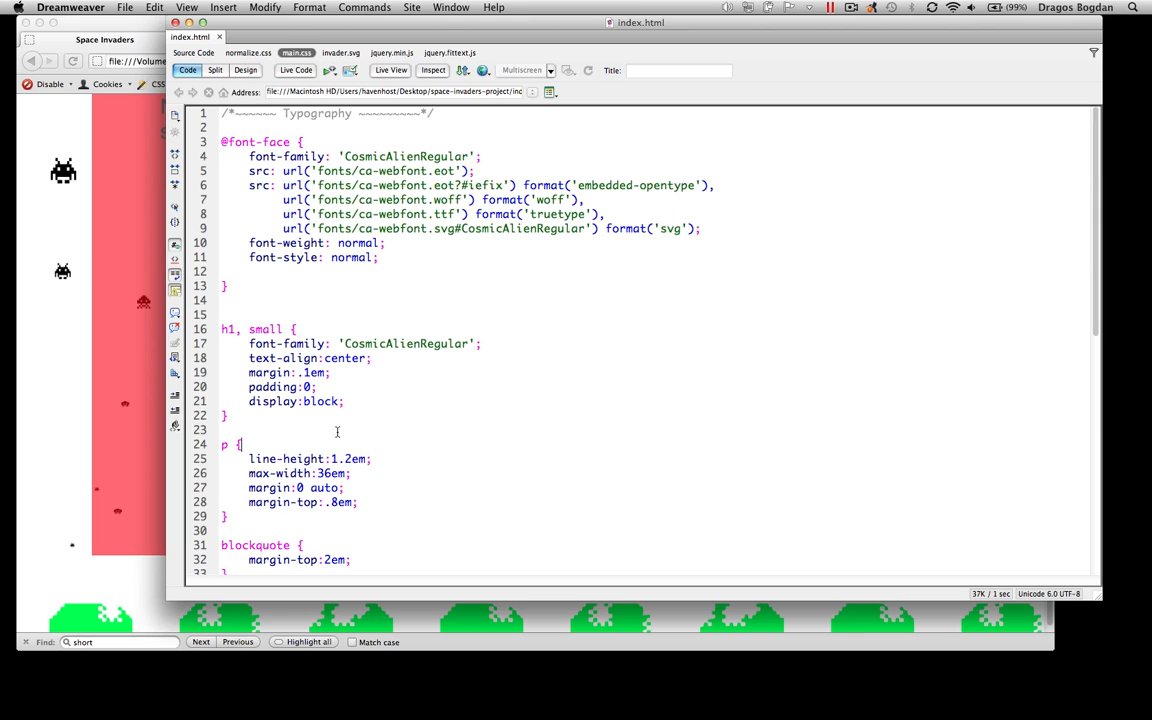 Dreamweaver File Edit View Insert Modify Format Commands Site Window Help (99%) Dragos Bogdan
index.html
Space Invaders
index.html
Source Code normalize.css main.css invader.svg jquery.min.js jquery.fittext.js
file:///Volume
Code Split Design Live Code Live View Inspect Multiscreen Title:
Disable Cookies CSS
Address: file:///Macintosh HD/Users/havenhost/Desktop/space-invaders-project/inc
1 /*~~~~~~ Typography ~~~~~~~~~*/
2
3 @font-face {
4 font-family: 'CosmicAlienRegular';
5 src: url('fonts/ca-webfont.eot');
6 src: url('fonts/ca-webfont.eot?#iefix') format('embedded-opentype'),
7 url('fonts/ca-webfont.woff') format('woff'),
8 url('fonts/ca-webfont.ttf') format('truetype'),
9 url('fonts/ca-webfont.svg#CosmicAlienRegular') format('svg');
10 font-weight: normal;
11 font-style: normal;
12
13 }
14
15
16 h1, small {
17 font-family: 'CosmicAlienRegular';
18 text-align:center;
19 margin:.1em;
20 padding:0;
21 display:block;
22 }
23
24 p {
25 line-height:1.2em;
26 max-width:36em;
27 margin:0 auto;
28 margin-top:.8em;
29 }
30
31 blockquote {
32 margin-top:2em;
33 }
37K / 1 sec Unicode 6.0 UTF-8
Find: short Next Previous Highlight all Match case